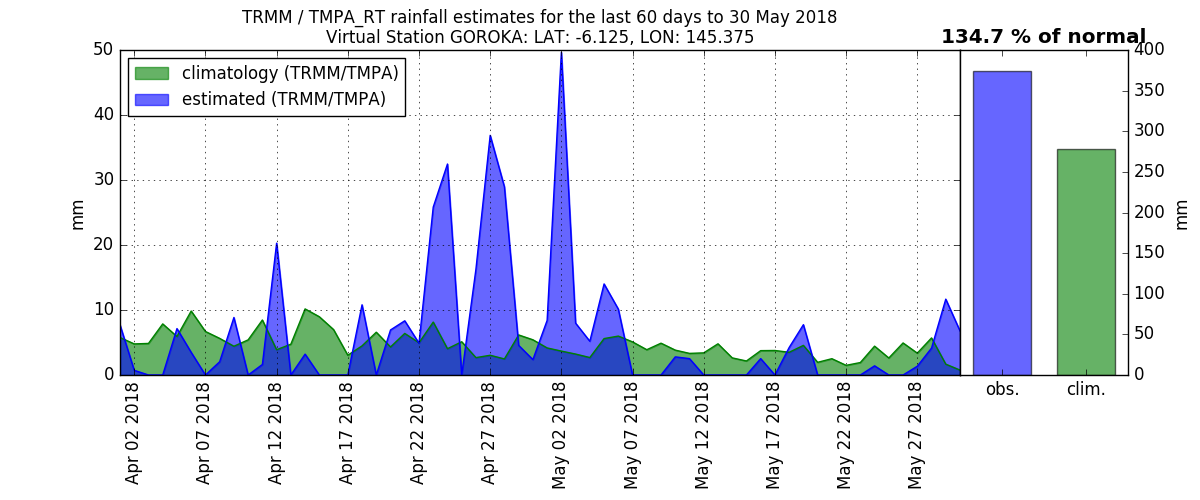 TRMM / TMPA_RT rainfall estimates for the last 60 days to 30 May 2018
Virtual Station GOROKA: LAT: -6.125, LON: 145.375
134.7 % of normal
climatology (TRMM/TMPA)
estimated (TRMM/TMPA)
mm
50
40
30
20
10
0
Apr 02 2018
Apr 07 2018
Apr 12 2018
Apr 17 2018
Apr 22 2018
Apr 27 2018
May 02 2018
May 07 2018
May 12 2018
May 17 2018
May 22 2018
May 27 2018
400
350
300
250
200
150
100
50
0
mm
obs.
clim.